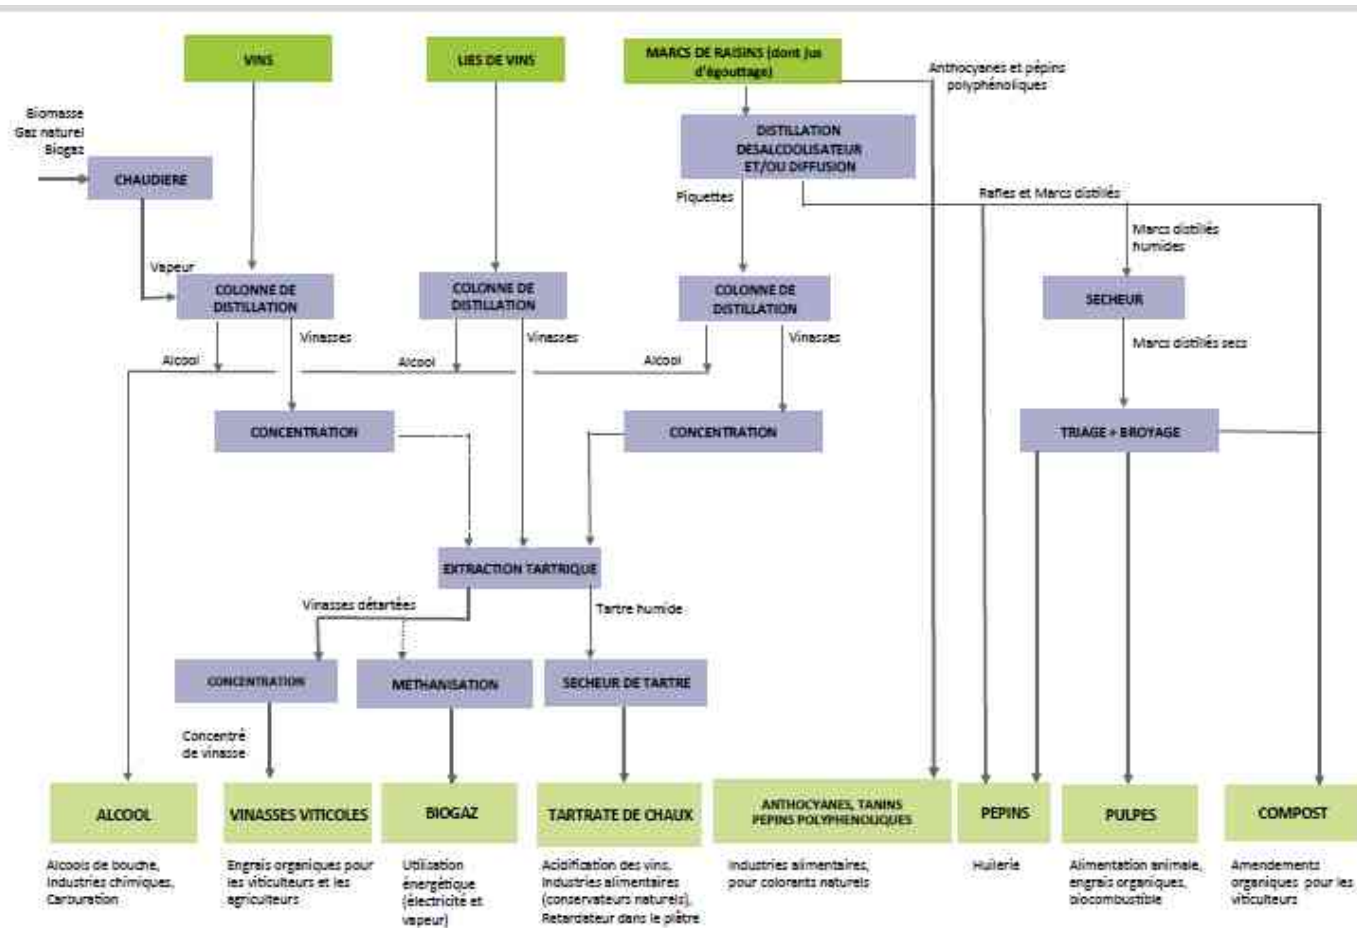 VINS
LIES DE VINS
MARCS DE RAISINS (dont jus
d'égouttage)
Anthocyanes et pépins
polyphénoliques
Biomasse
Gaz naturel
Biogaz
CHAUDIERE
DISTILLATION
DESALCOOLISATEUR
ET/OU DIFFUSION
Piquettes
Rafles et Marcs distillés
Marcs distillés
humides
Vapeur
COLONNE DE
DISTILLATION
COLONNE DE
DISTILLATION
COLONNE DE
DISTILLATION
SECHEUR
Vinasses
Vinasses
Vinasses
Marcs distillés secs
Alcool
Alcool
Alcool
CONCENTRATION
CONCENTRATION
TRIAGE + BROYAGE
EXTRACTION TARTRIQUE
Vinasses détartées
Tartre humide
CONCENTRATION
METHANISATION
SECHEUR DE TARTRE
Concentré
de vinasse
ALCOOL
VINASSES VITICOLES
BIOGAZ
TARTRATE DE CHAUX
ANTHOCYANES, TANINS
PEPINS POLYPHENOLIQUES
PEPINS
PULPES
COMPOST
Alcools de bouche,
Industries chimiques,
Carburation
Engrais organiques pour
les viticulteurs et les
agriculteurs
Utilisation
énergétique
(électricité et
vapeur)
Acidification des vins,
Industries alimentaires
(conservateurs naturels),
Retardateur dans le plâtre
Industries alimentaires,
pour colorants naturels
Huilerie
Alimentation animale,
engrais organiques,
biocombustible
Amendements
organiques pour les
viticulteurs